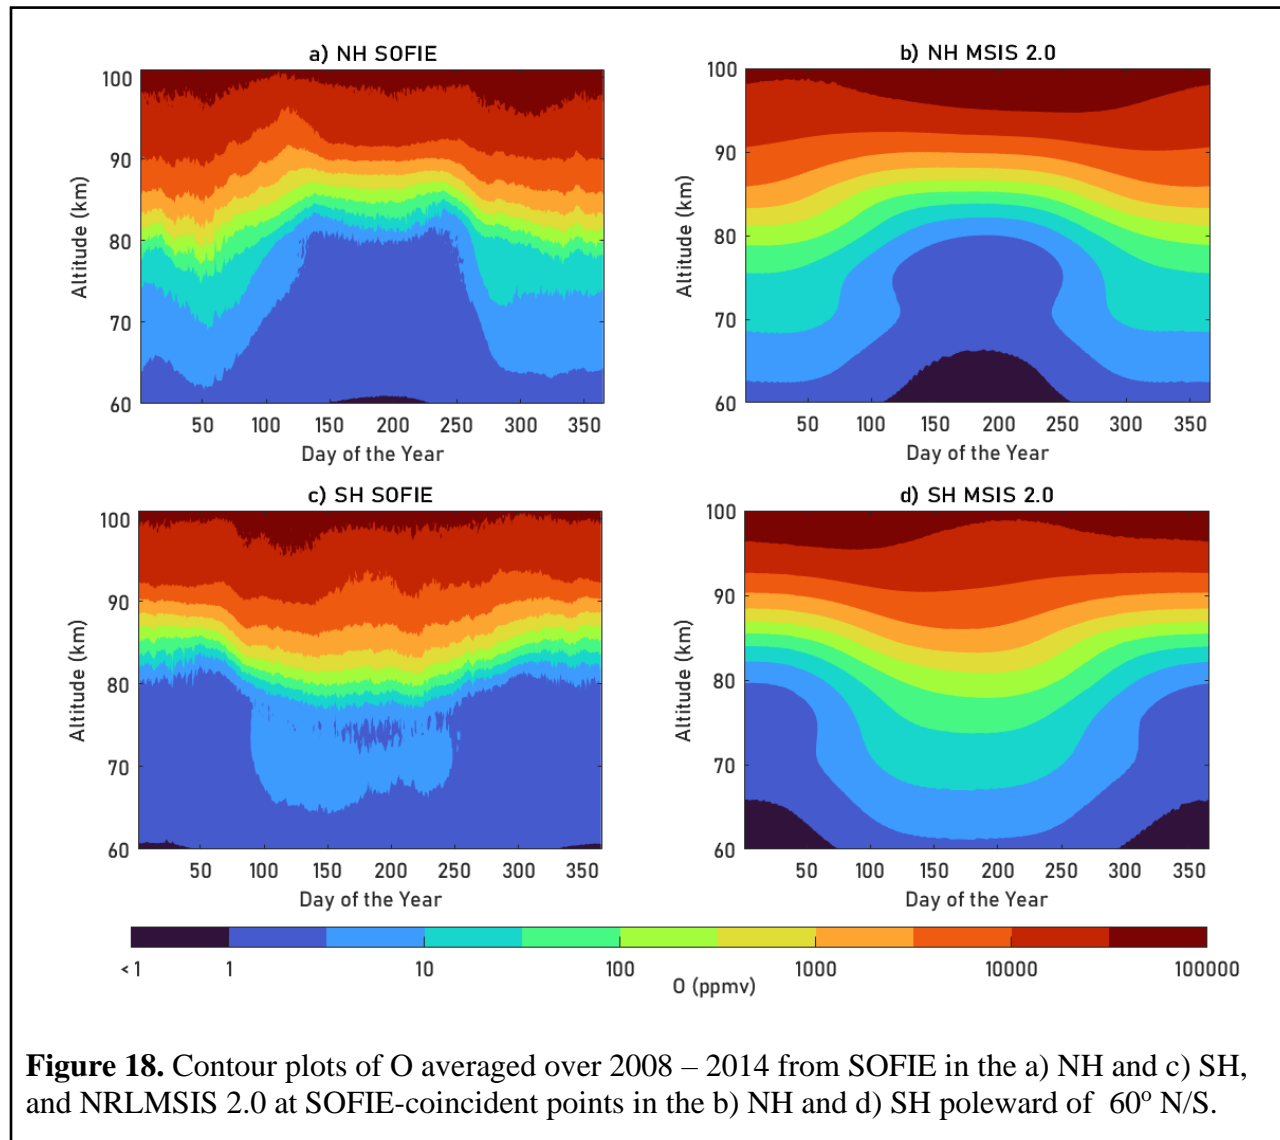 a) NH SOFIE
b) NH MSIS 2.0
100
90
80
70
60
Altitude (km)
50 100 150 200 250 300 350
Day of the Year
100
90
80
70
60
Altitude (km)
50 100 150 200 250 300 350
Day of the Year
c) SH SOFIE
d) SH MSIS 2.0
100
90
80
70
60
Altitude (km)
50 100 150 200 250 300 350
Day of the Year
100
90
80
70
60
Altitude (km)
50 100 150 200 250 300 350
Day of the Year
< 1 1 10 100 1000 10000 100000
O (ppmv)
Figure 18. Contour plots of O averaged over 2008 – 2014 from SOFIE in the a) NH and c) SH,
and NRLMSIS 2.0 at SOFIE-coincident points in the b) NH and d) SH poleward of 60° N/S.